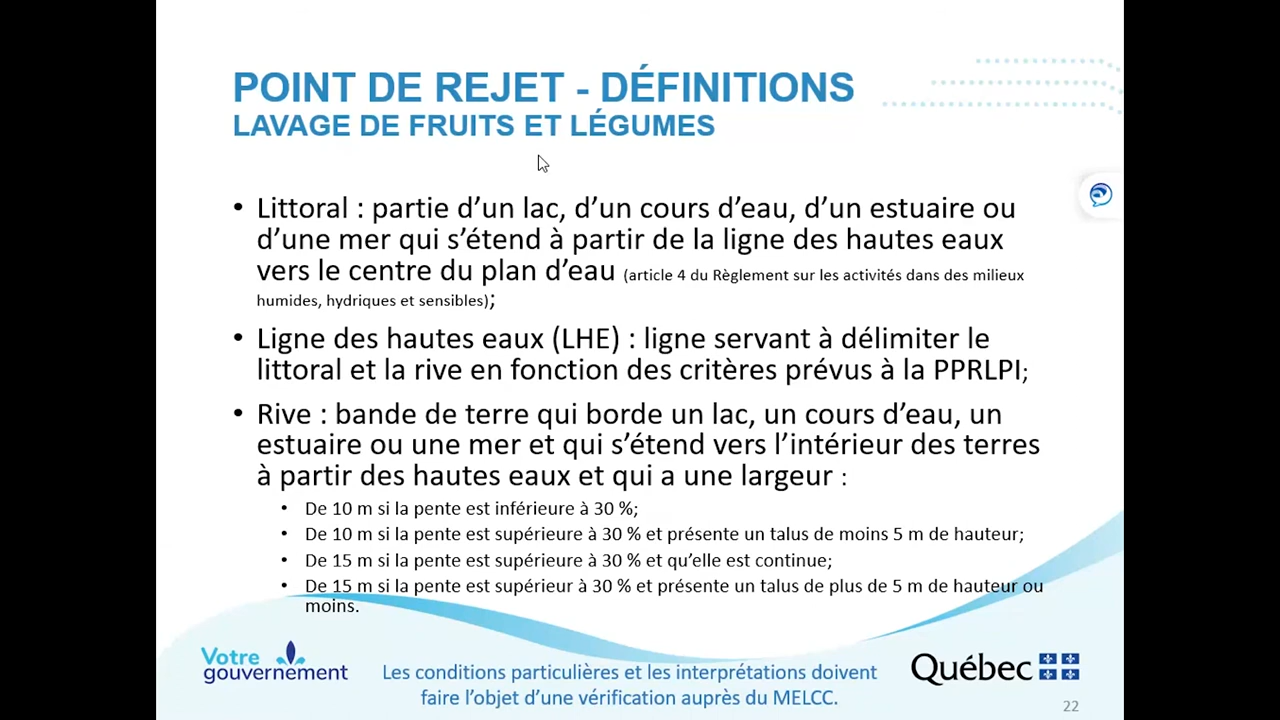 POINT DE REJET - DÉFINITIONS
LAVAGE DE FRUITS ET LÉGUMES
• Littoral : partie d’un lac, d’un cours d’eau, d’un estuaire ou
d’une mer qui s’étend à partir de la ligne des hautes eaux
vers le centre du plan d’eau (article 4 du Règlement sur les activités dans des milieux
humides, hydriques et sensibles);
• Ligne des hautes eaux (LHE) : ligne servant à délimiter le
littoral et la rive en fonction des critères prévus à la PPRLPI;
• Rive : bande de terre qui borde un lac, un cours d’eau, un
estuaire ou une mer et qui s’étend vers l’intérieur des terres
à partir des hautes eaux et qui a une largeur :
• De 10 m si la pente est inférieure à 30 %;
• De 10 m si la pente est supérieure à 30 % et présente un talus de moins 5 m de hauteur;
• De 15 m si la pente est supérieure à 30 % et qu’elle est continue;
• De 15 m si la pente est supérieur à 30 % et présente un talus de plus de 5 m de hauteur ou
moins.
Votre
gouvernement
Les conditions particulières et les interprétations doivent
faire l’objet d’une vérification auprès du MELCC.
Québec
22